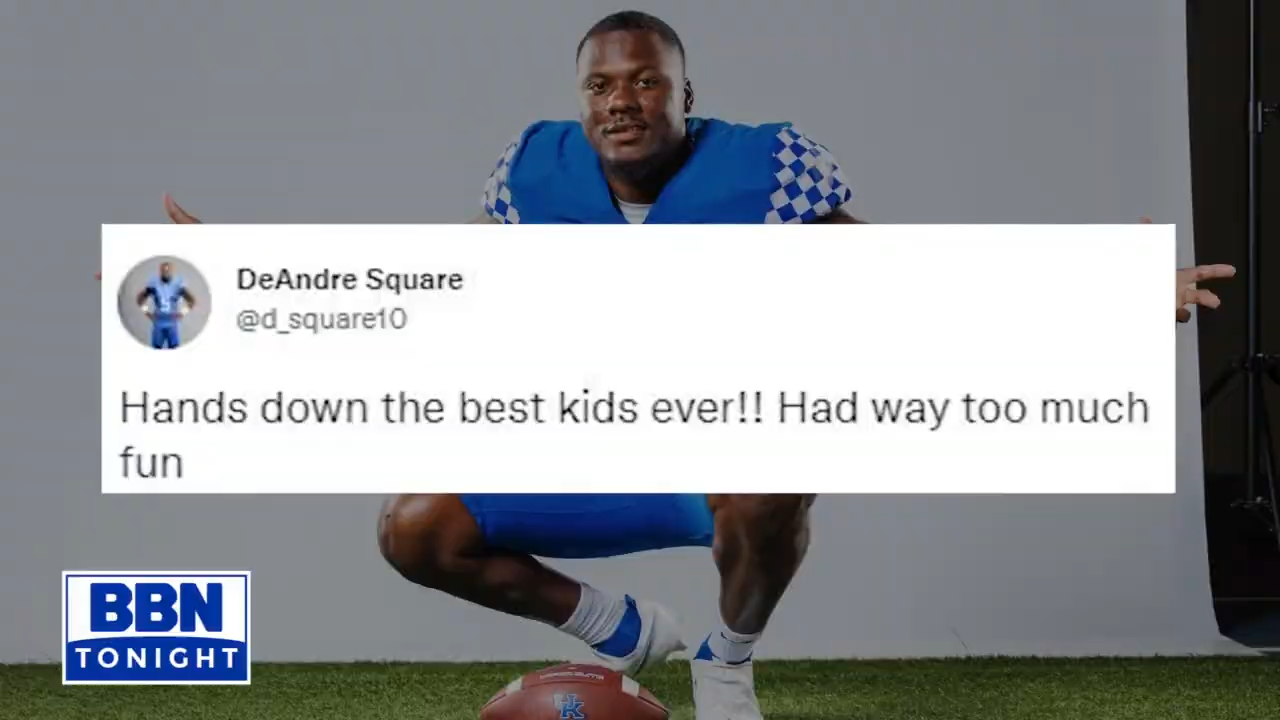 DeAndre Square
@d_square10
Hands down the best kids ever!! Had way too much
fun
BBN
TONIGHT
UK